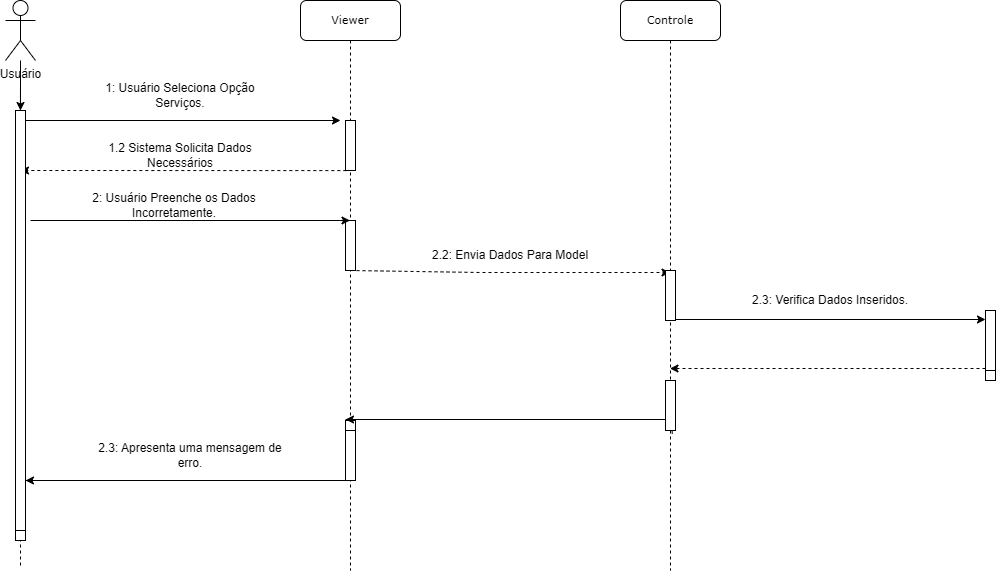 Viewer
Controle
Usuário
1: Usuário Seleciona Opção
Serviços.
1.2 Sistema Solicita Dados
Necessários
2: Usuário Preenche os Dados
Incorretamente.
2.2: Envia Dados Para Model
2.3: Verifica Dados Inseridos.
2.3: Apresenta uma mensagem de
erro.